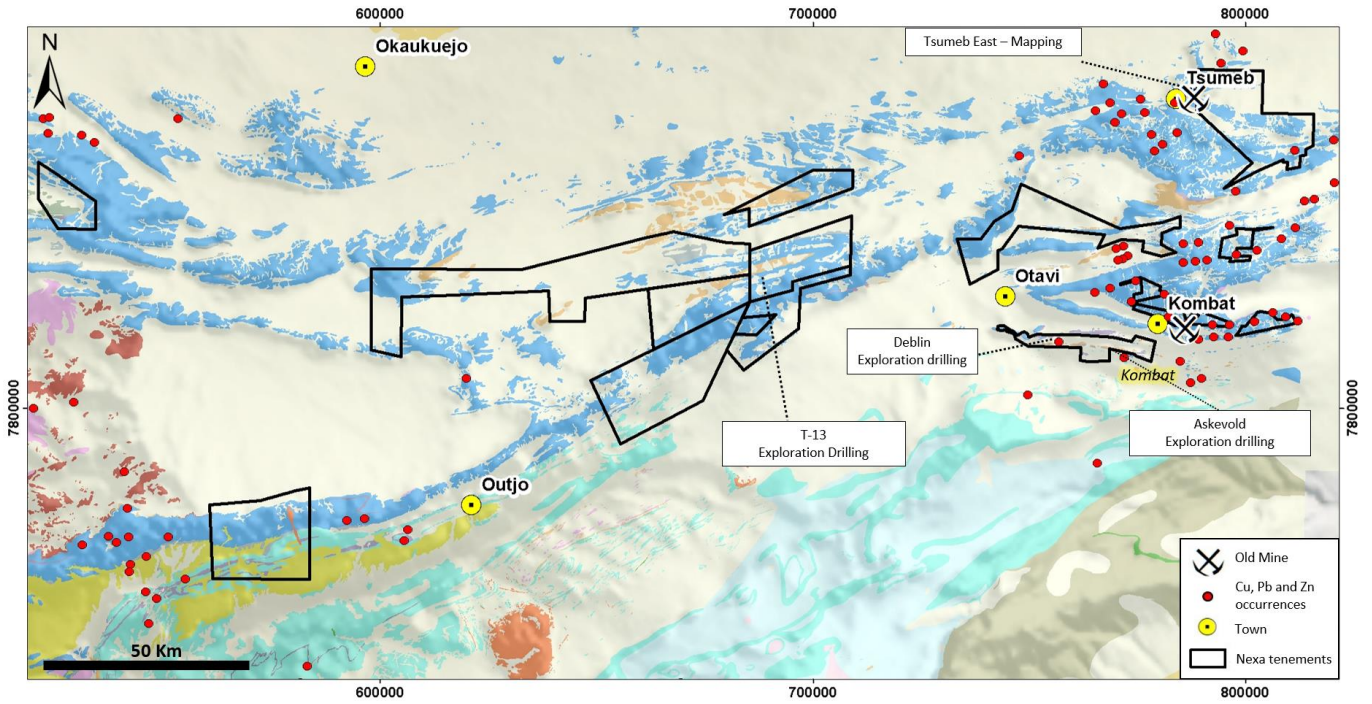 600000
700000
800000
N
Okaukuejo
Tsumeb East – Mapping
Tsumeb
Otavi
Kombat
Deblin
Exploration drilling
Kombat
7800000
7800000
T-13
Exploration Drilling
Askevold
Exploration drilling
Outjo
Old Mine
Cu, Pb and Zn
occurrences
Town
Nexa tenements
50 Km
600000
700000
800000